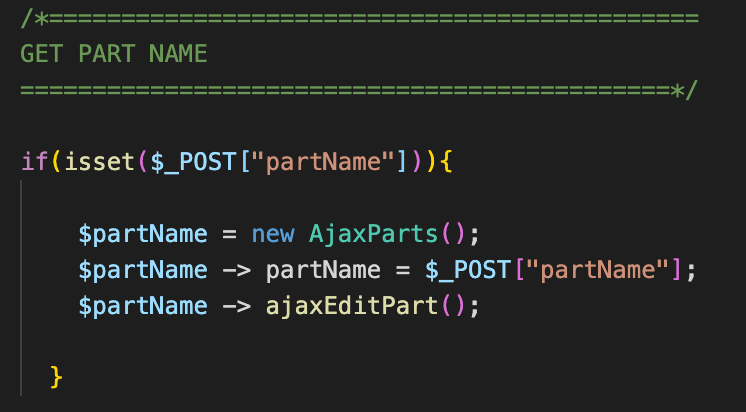 /*=============================================
GET PART NAME
=============================================*/
if(isset($_POST["partName"])){
$partName = new AjaxParts();
$partName -> partName = $_POST["partName"];
$partName -> ajaxEditPart();
}